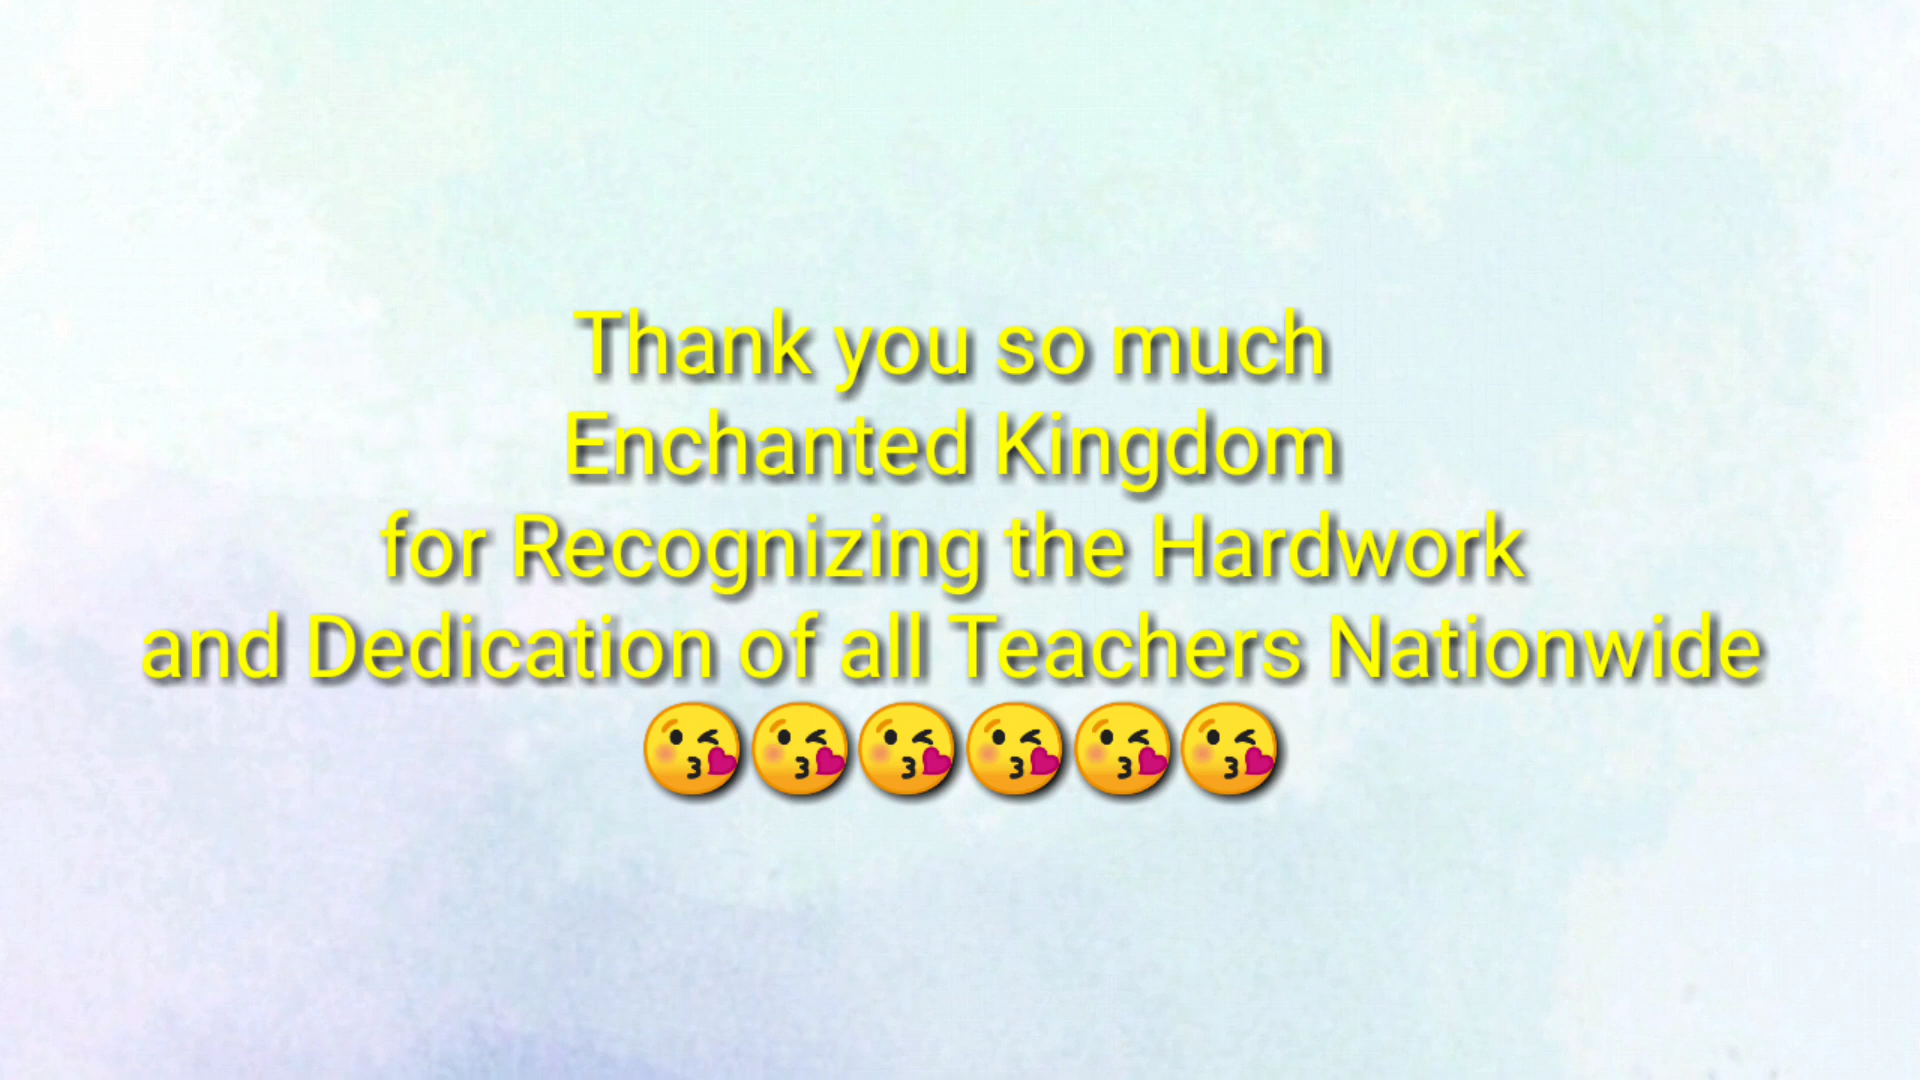 Thank you so much
Enchanted Kingdom
for Recognizing the Hardwork
and Dedication of all Teachers Nationwide
😘😘😘😘😘😘